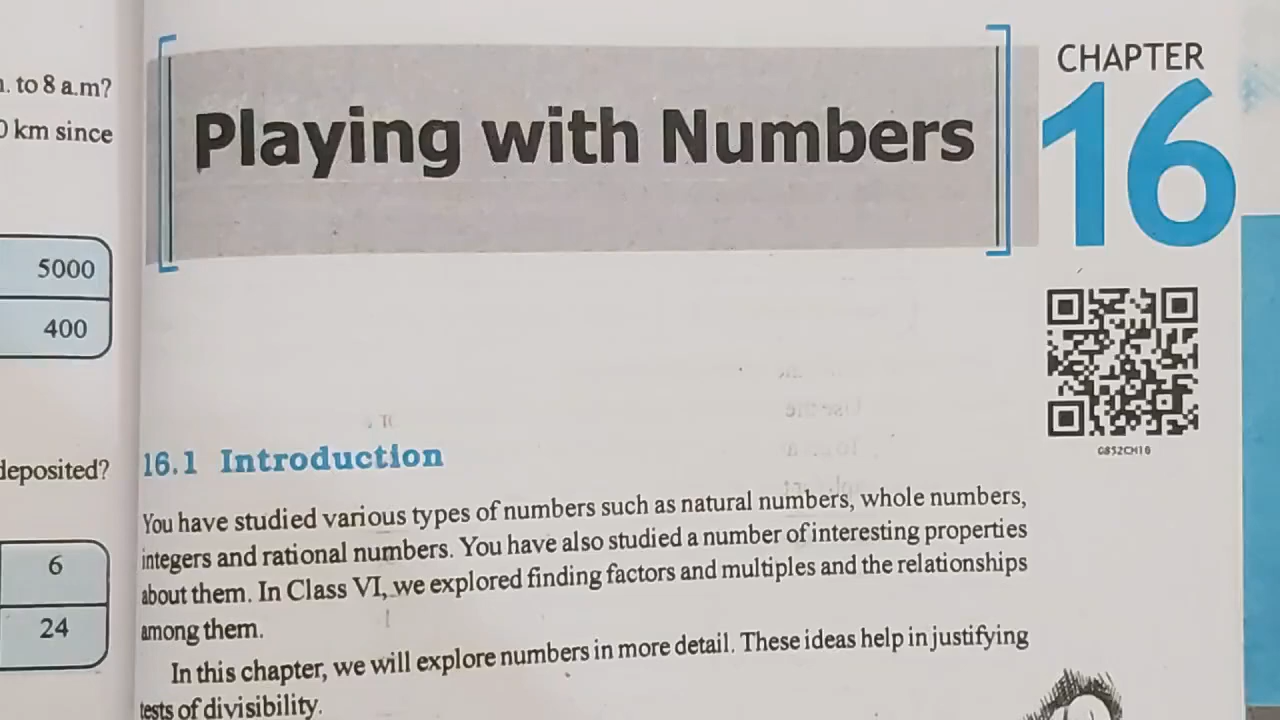 . to 8 a.m?
0 km since
5000
400
deposited?
6
24
Playing with Numbers
CHAPTER
16
0852CH16
16.1 Introduction
You have studied various types of numbers such as natural numbers, whole numbers,
integers and rational numbers. You have also studied a number of interesting properties
about them. In Class VI, we explored finding factors and multiples and the relationships
among them.
In this chapter, we will explore numbers in more detail. These ideas help in justifying
tests of divisibility.